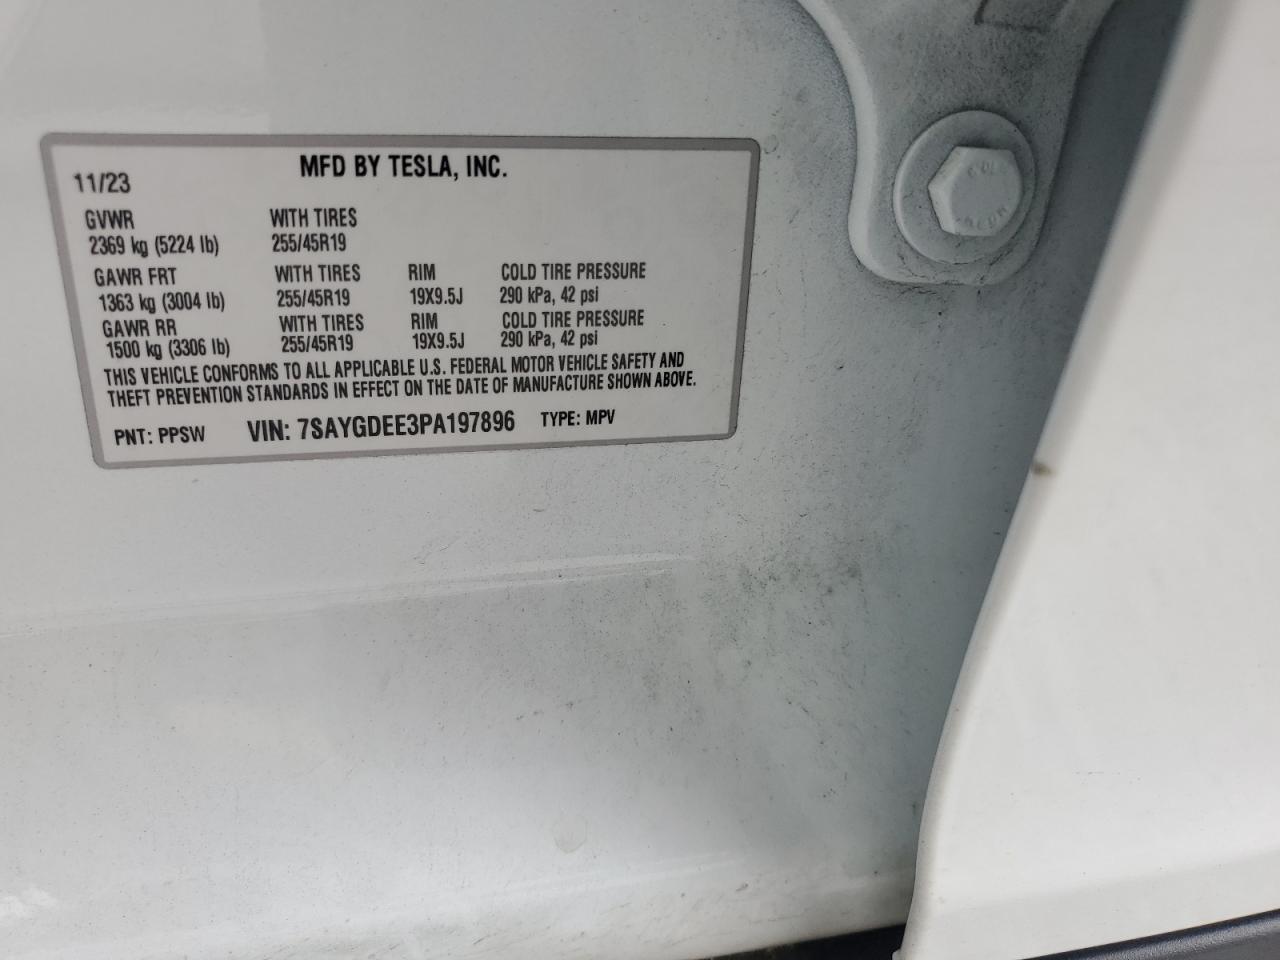 MFD BY TESLA, INC.
11/23
GVWR WITH TIRES
2369 kg (5224 lb) 255/45R19
GAWR FRT WITH TIRES RIM COLD TIRE PRESSURE
1363 kg (3004 lb) 255/45R19 19X9.5J 290 kPa, 42 psi
GAWR RR WITH TIRES RIM COLD TIRE PRESSURE
1500 kg (3306 lb) 255/45R19 19X9.5J 290 kPa, 42 psi
THIS VEHICLE CONFORMS TO ALL APPLICABLE U.S. FEDERAL MOTOR VEHICLE SAFETY AND
THEFT PREVENTION STANDARDS IN EFFECT ON THE DATE OF MANUFACTURE SHOWN ABOVE.
PNT: PPSW VIN: 7SAYGDEE3PA197896 TYPE: MPV